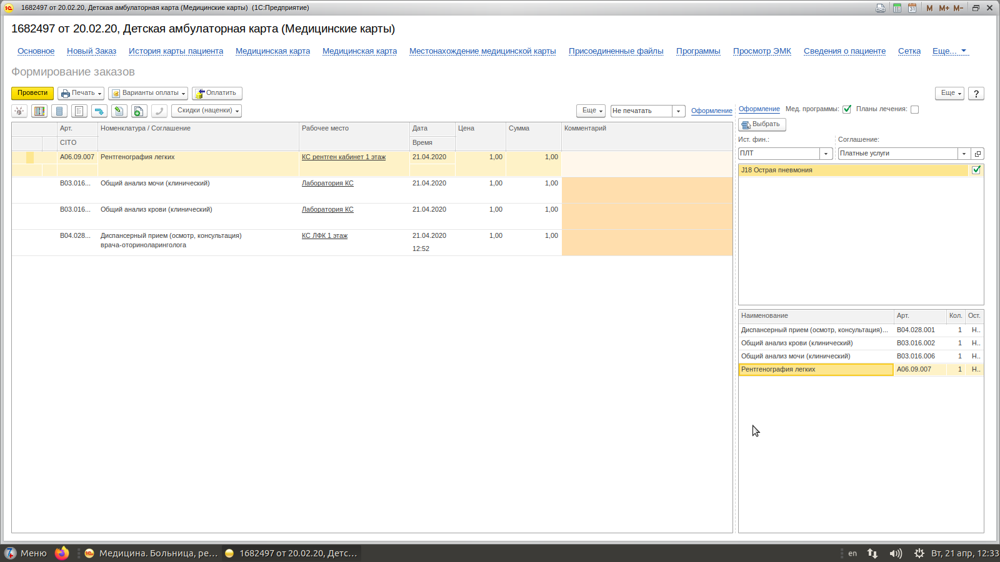 1682497 от 20.02.20, Детская амбулаторная карта (Медицинские карты) (1С:Предприятие)
M M+ M-
1682497 от 20.02.20, Детская амбулаторная карта (Медицинские карты)
Основное Новый Заказ История карты пациента Медицинская карта Медицинская карта Местонахождение медицинской карты Присоединенные файлы Программы Просмотр ЭМК Сведения о пациенте Сетка Еще...
Формирование заказов
Провести Печать Варианты оплаты Оплатить Еще ?
Скидки (наценки) Еще Не печатать Оформление
Арт. Номенклатура / Соглашение Рабочее место Дата Цена Сумма Комментарий
CITO Время
A06.09.007 Рентгенография легких КС рентген кабинет 1 этаж 21.04.2020 1,00 1,00
B03.016... Общий анализ мочи (клинический) Лаборатория КС 21.04.2020 1,00 1,00
B03.016... Общий анализ крови (клинический) Лаборатория КС 21.04.2020 1,00 1,00
B04.028... Диспансерный прием (осмотр, консультация) КС ЛФК 1 этаж 21.04.2020 1,00 1,00
врача-оториноларинголога 12:52
Оформление Мед. программы: Планы лечения:
Выбрать
Ист. фин.: Соглашение:
ПЛТ Платные услуги
J18 Острая пневмония
Наименование Арт. Кол. Ост.
Диспансерный прием (осмотр, консультация)... B04.028.001 1 Н..
Общий анализ крови (клинический) B03.016.002 1 Н..
Общий анализ мочи (клинический) B03.016.006 1 Н..
Рентгенография легких A06.09.007 1 Н..
Меню Медицина. Больница, ре... 1682497 от 20.02.20, Детс... en Вт, 21 апр, 12:33